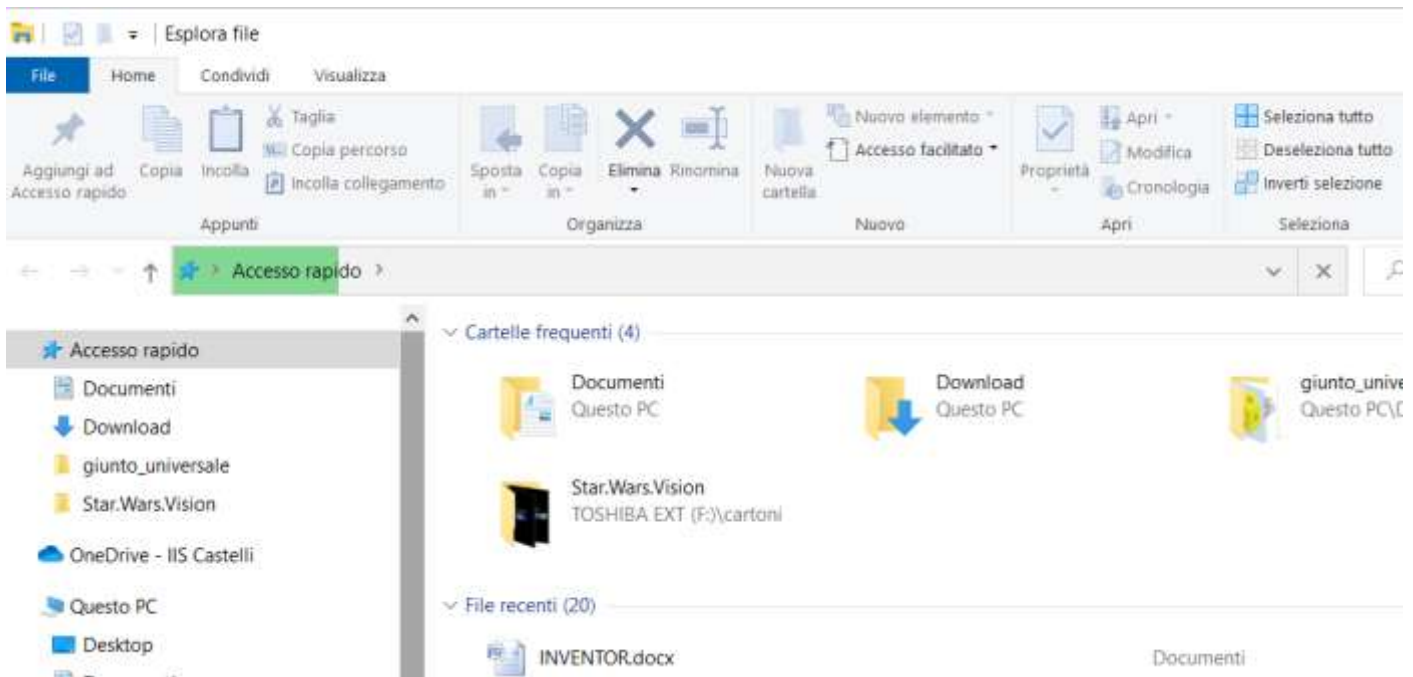 Esplora file
File Home Condividi Visualizza
Aggiungi ad Accesso rapido
Copia
Incolla
Taglia
Copia percorso
Incolla collegamento
Appunti
Sposta in
Copia in
Elimina
Rinomina
Organizza
Nuova cartella
Nuovo elemento
Accesso facilitato
Nuovo
Proprietà
Apri
Modifica
Cronologia
Apri
Seleziona tutto
Deseleziona tutto
Inverti selezione
Seleziona
Accesso rapido
Accesso rapido
Documenti
Download
giunto_universale
Star.Wars.Vision
OneDrive - IIS Castelli
Questo PC
Desktop
Cartelle frequenti (4)
Documenti
Questo PC
Download
Questo PC
giunto_unive
Questo PC\D
Star.Wars.Vision
TOSHIBA EXT (F:)\cartoni
File recenti (20)
INVENTOR.docx
Documenti